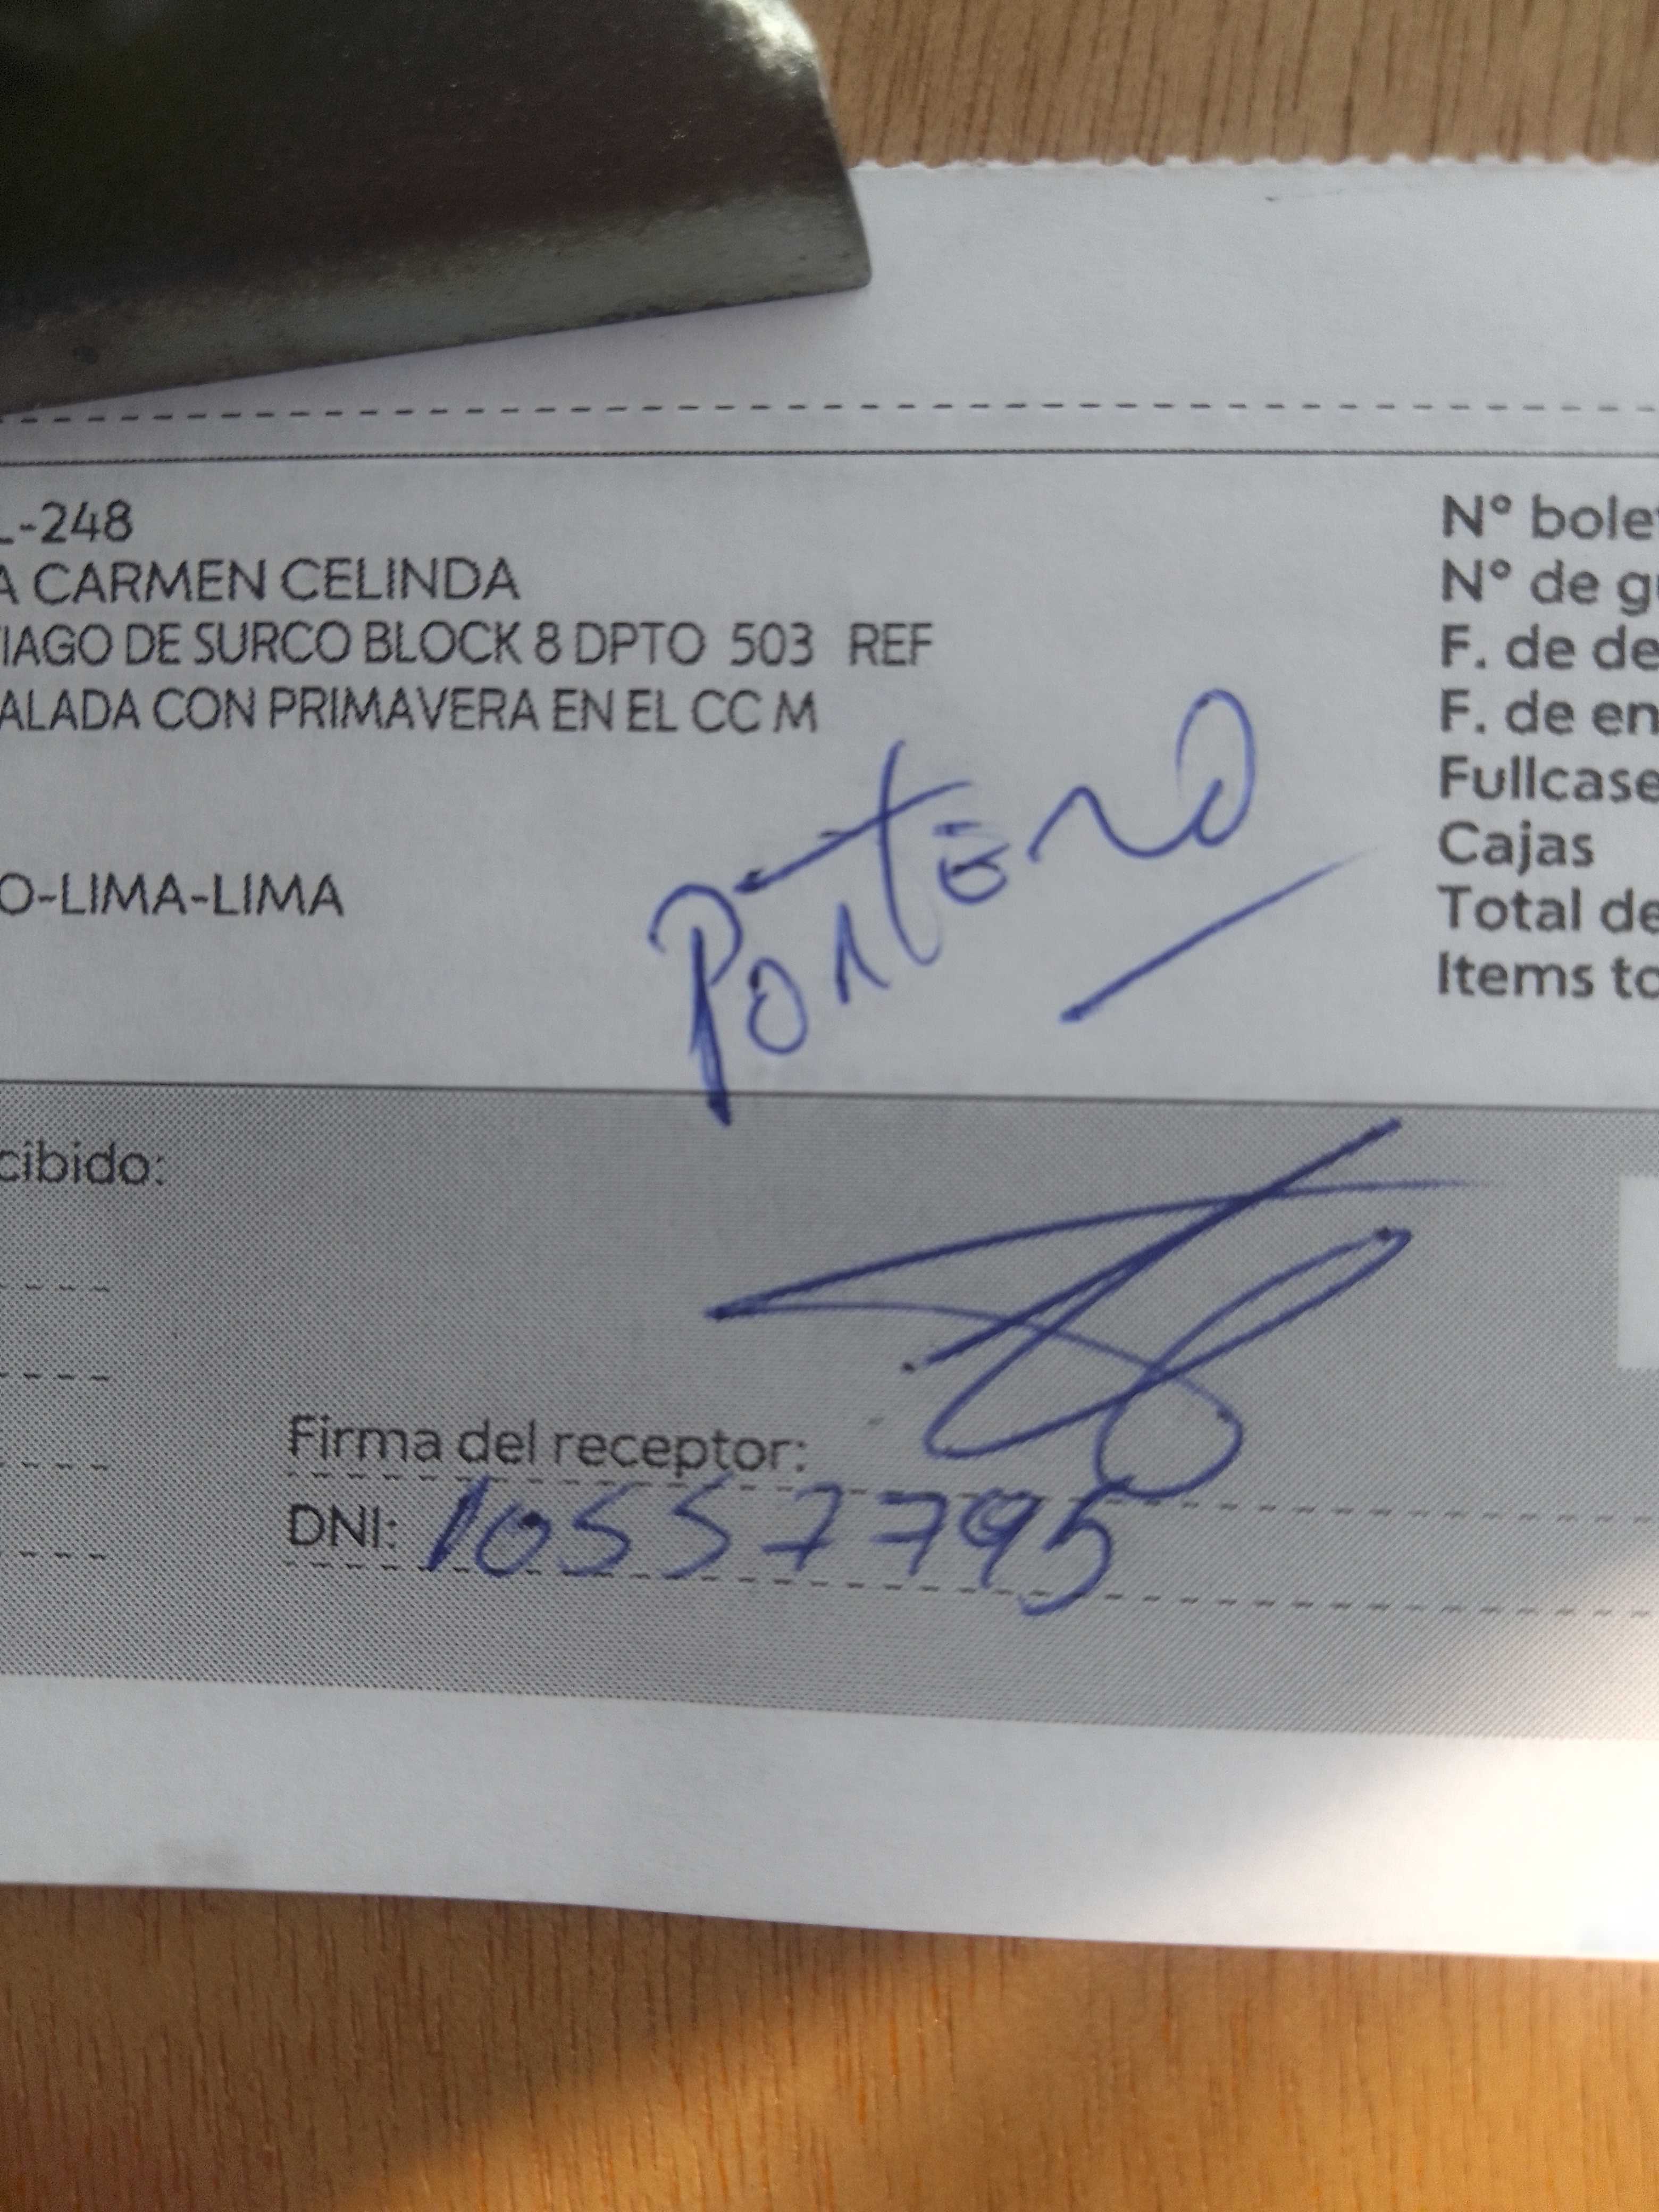 L-248
A CARMEN CELINDA
TIAGO DE SURCO BLOCK 8 DPTO 503 REF
ALADA CON PRIMAVERA EN EL CC M
O-LIMA-LIMA
N° bole
N° de g
F. de de
F. de en
Fullcase
Cajas
Total de
Items to
Portero
cibido:
Firma del receptor:
DNI: 10557795